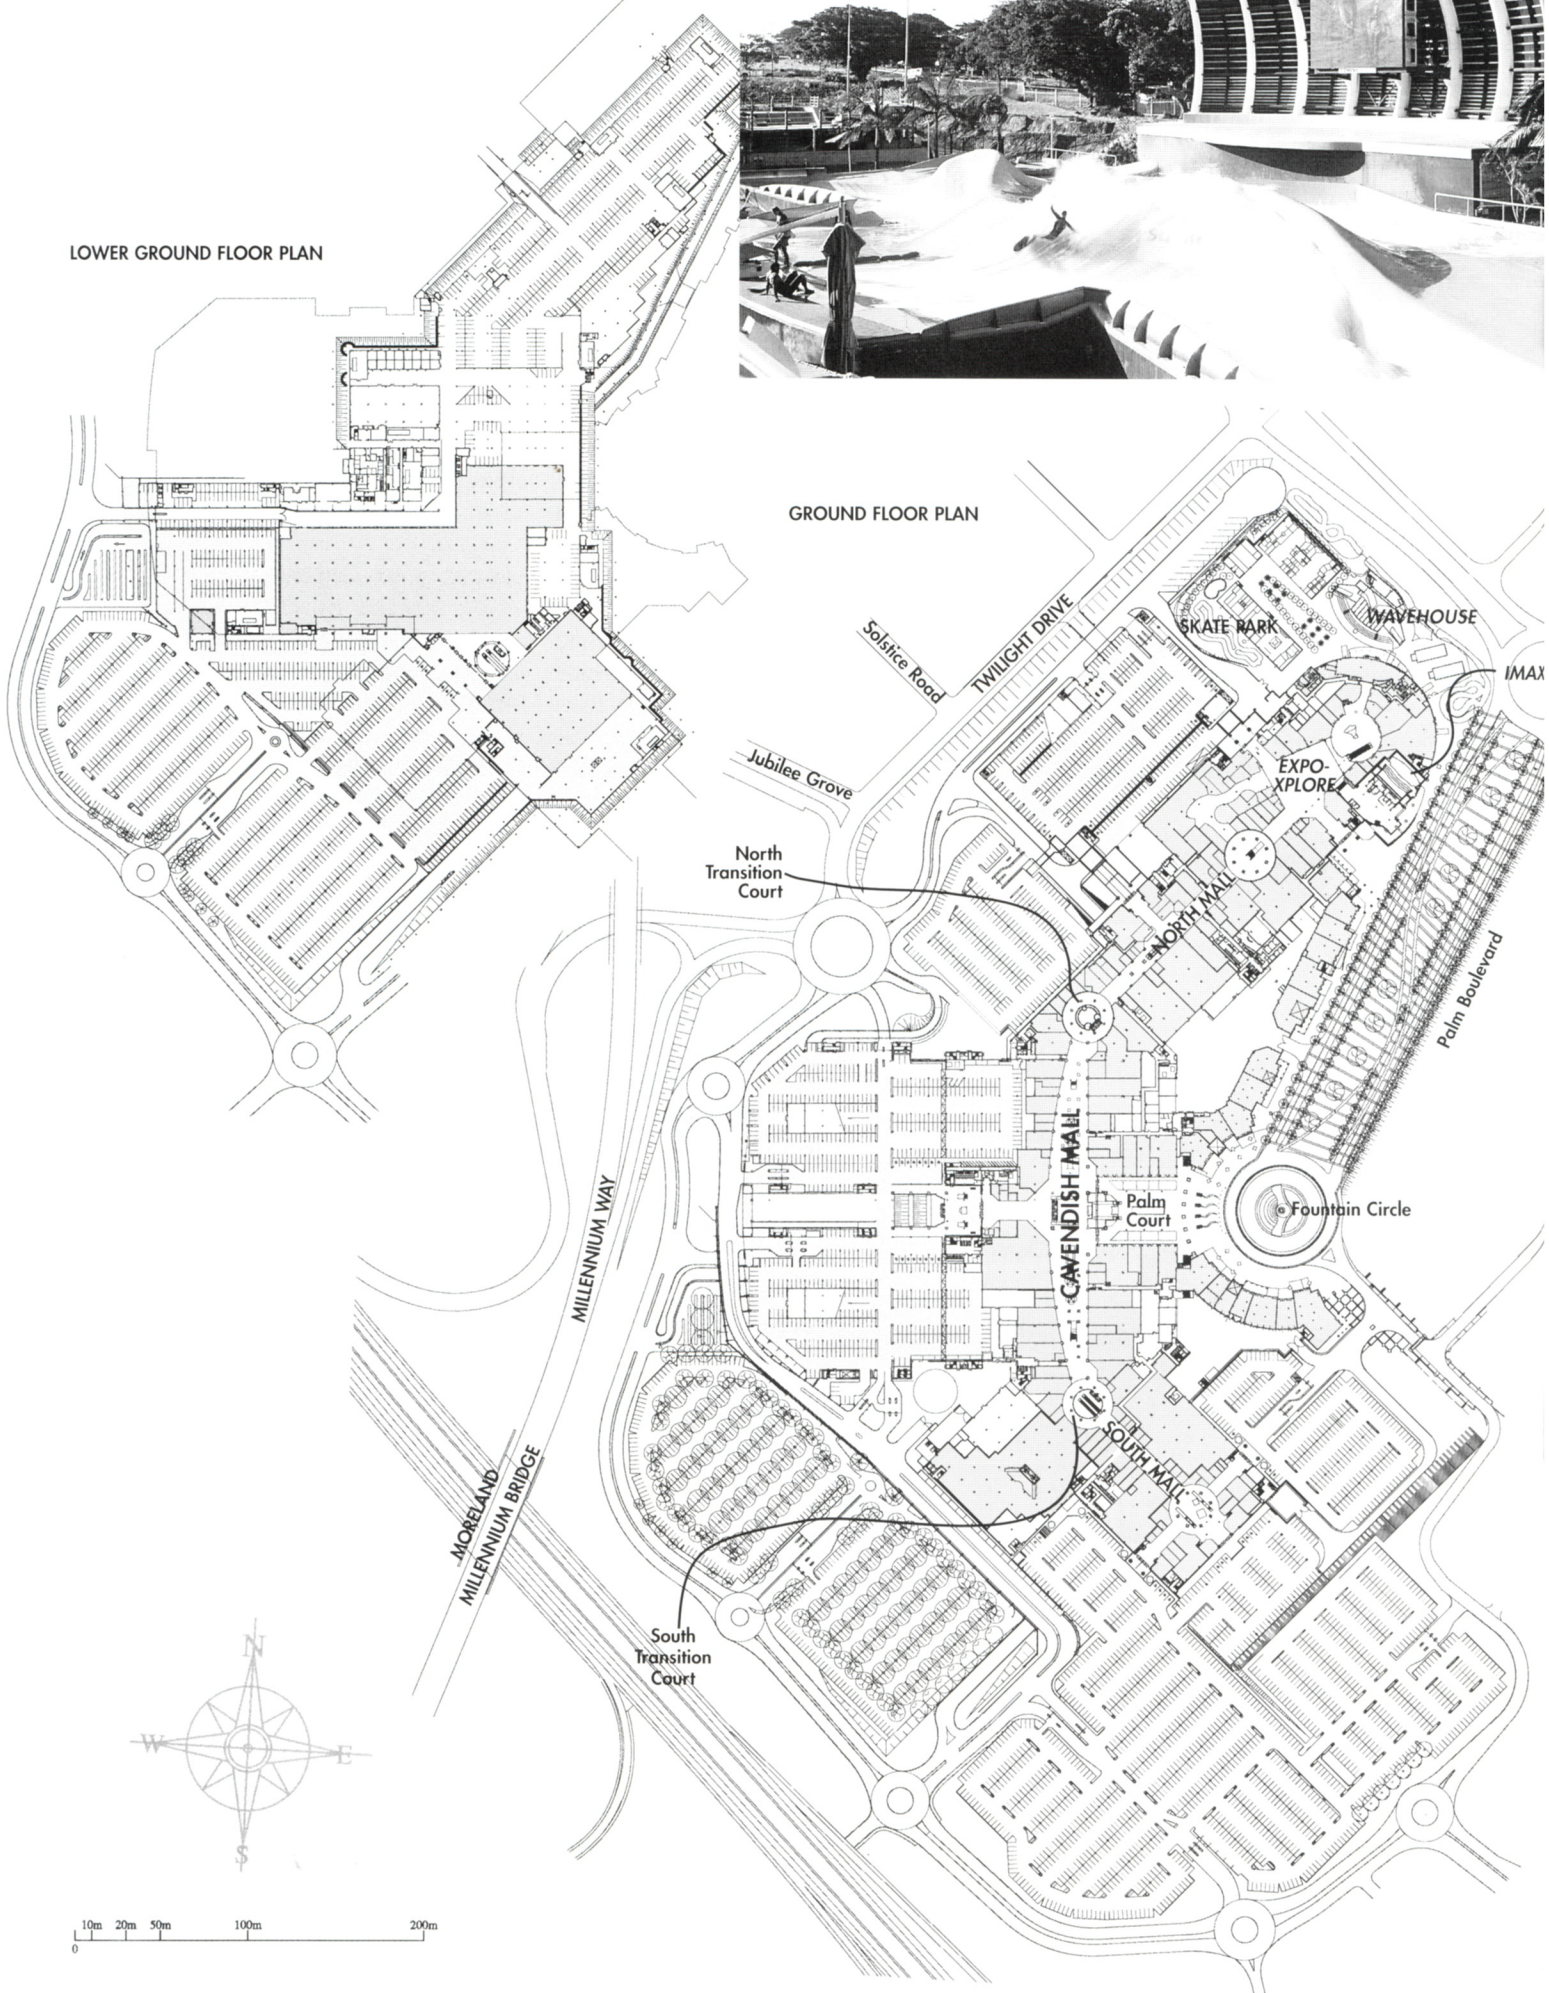 LOWER GROUND FLOOR PLAN
GROUND FLOOR PLAN
SKATE PARK
WAVEHOUSE
IMAX
TWILIGHT DRIVE
Solstice Road
Jubilee Grove
EXPO-
XPLORE
North
Transition
Court
NORTH MALL
Palm Boulevard
CAVENDISH MALL
Palm
Court
Fountain Circle
MILLENNIUM WAY
SOUTH MALL
MORELAND
MILLENNIUM BRIDGE
South
Transition
Court
N
W
E
S
10m 20m 50m 100m 200m
0